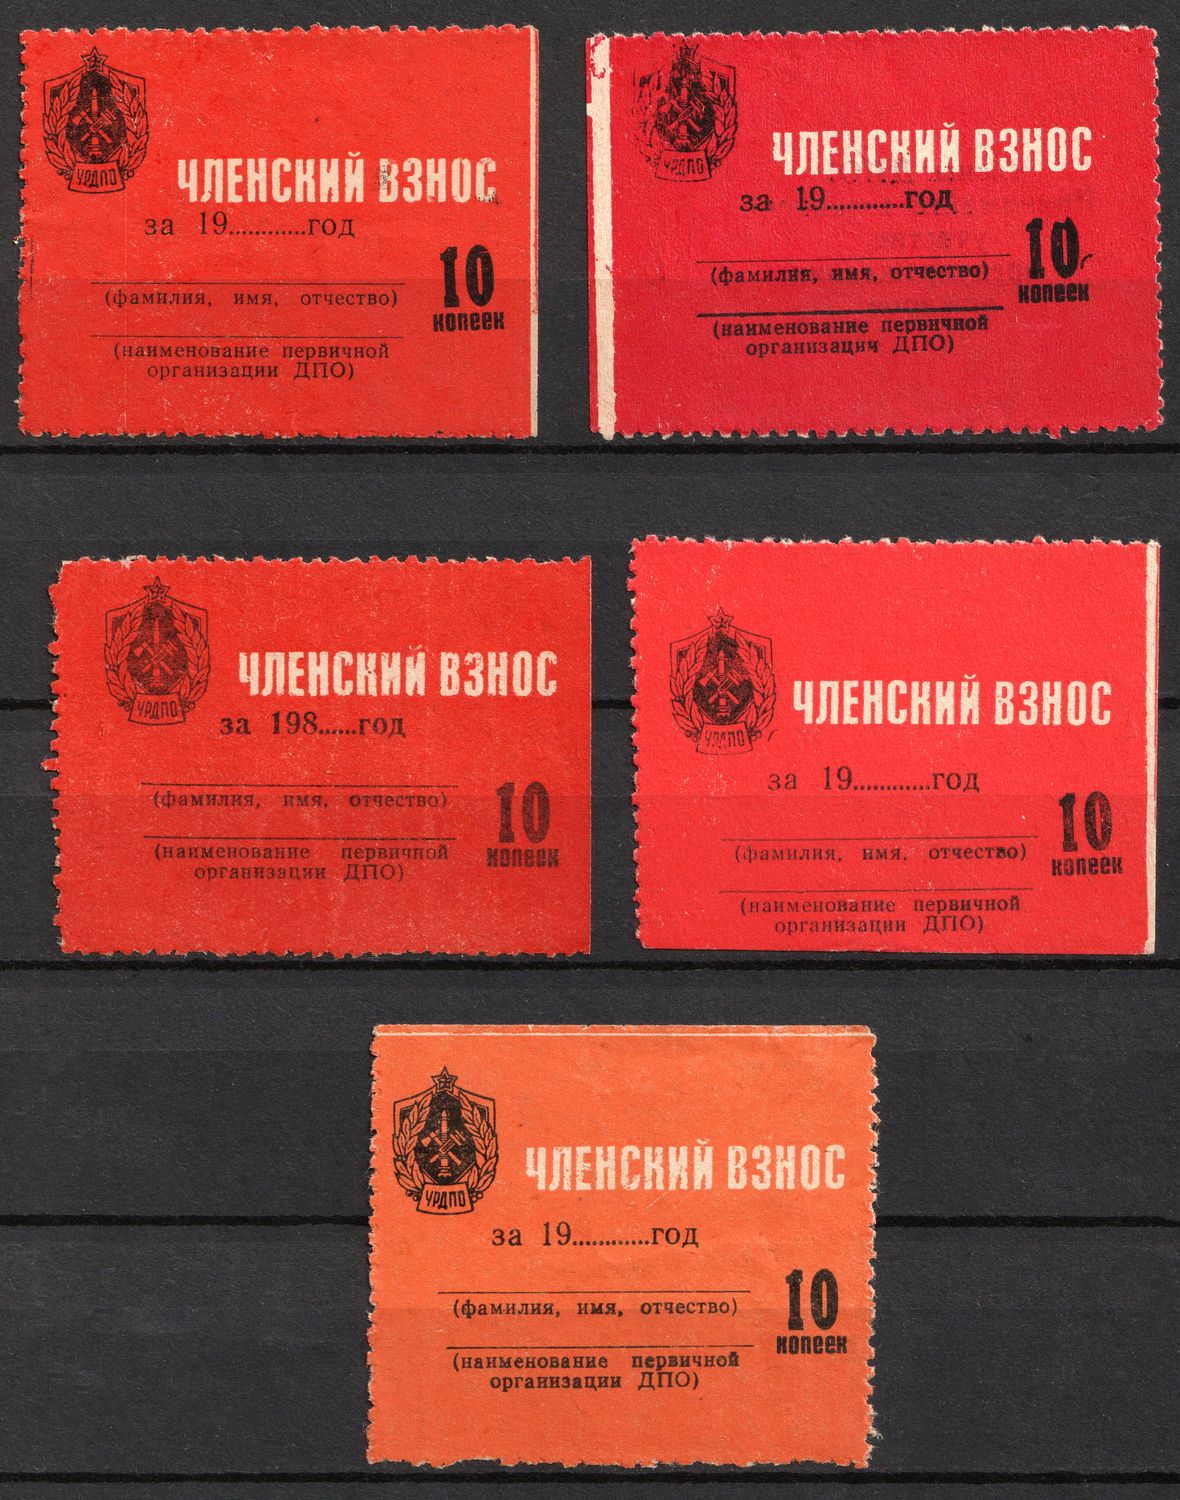 УРДПО
ЧЛЕНСКИЙ ВЗНОС
за 19............год
10
копеек
(фамилия, имя, отчество)
(наименование первичной
организации ДПО)
УРДПО
ЧЛЕНСКИЙ ВЗНОС
за 19............год
10
копеек
(фамилия, имя, отчество)
(наименование первичной
организации ДПО)
УРДПО
ЧЛЕНСКИЙ ВЗНОС
за 198......год
10
копеек
(фамилия, имя, отчество)
(наименование первичной
организации ДПО)
УРДПО
ЧЛЕНСКИЙ ВЗНОС
за 19............год
10
копеек
(фамилия, имя, отчество)
(наименование первичной
организации ДПО)
УРДПО
ЧЛЕНСКИЙ ВЗНОС
за 19............год
10
копеек
(фамилия, имя, отчество)
(наименование первичной
организации ДПО)